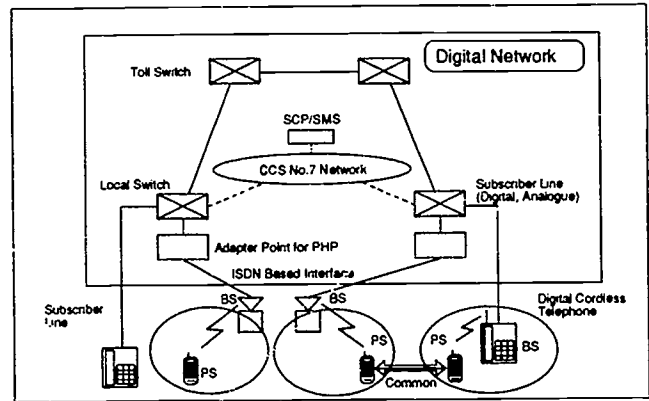 Digital Network
Toll Switch
SCP/SMS
CCS No.7 Network
Local Switch
Subscriber Line
(Digital, Analogue)
Adapter Point for PHP
ISDN Based Interface
BS
BS
Subscriber
Line
Digital Cordless
Telephone
PS
PS
PS
BS
Common